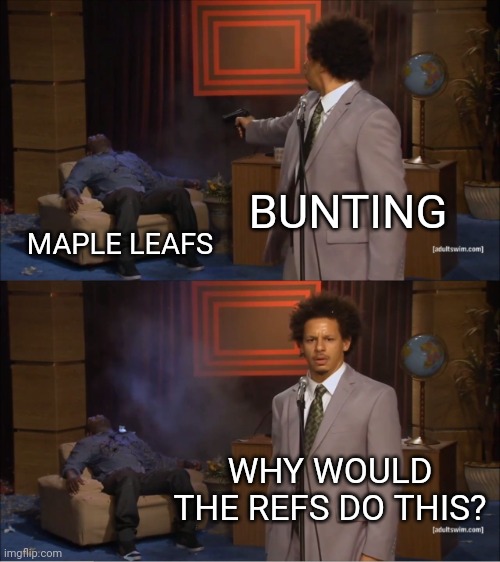 BUNTING
MAPLE LEAFS
[adultswim.com]
WHY WOULD
THE REFS DO THIS?
[adultswim.com]
imgflip.com